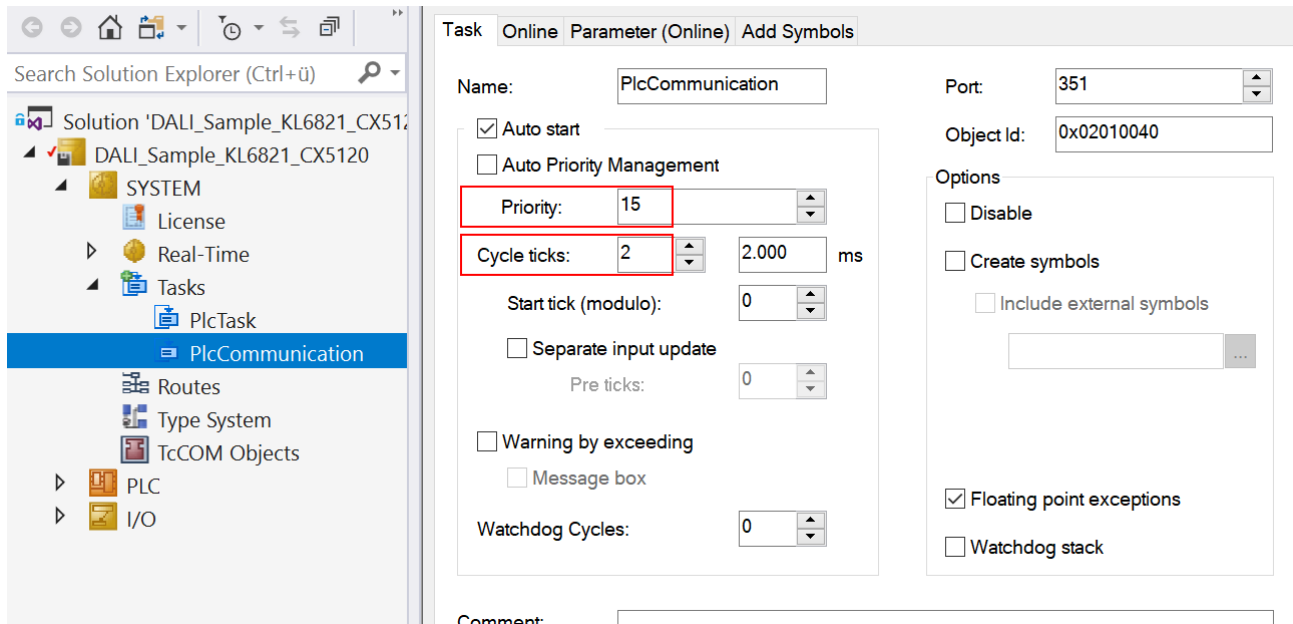 Search Solution Explorer (Ctrl+ü)
Solution 'DALI_Sample_KL6821_CX512
DALI_Sample_KL6821_CX5120
SYSTEM
License
Real-Time
Tasks
PlcTask
PlcCommunication
Routes
Type System
TcCOM Objects
PLC
I/O
Task Online Parameter (Online) Add Symbols
Name: PlcCommunication
Auto start
Auto Priority Management
Priority: 15
Cycle ticks: 2 2.000 ms
Start tick (modulo): 0
Separate input update
Pre ticks: 0
Warning by exceeding
Message box
Watchdog Cycles: 0
Port: 351
Object Id: 0x02010040
Options
Disable
Create symbols
Include external symbols
...
Floating point exceptions
Watchdog stack
Comment: